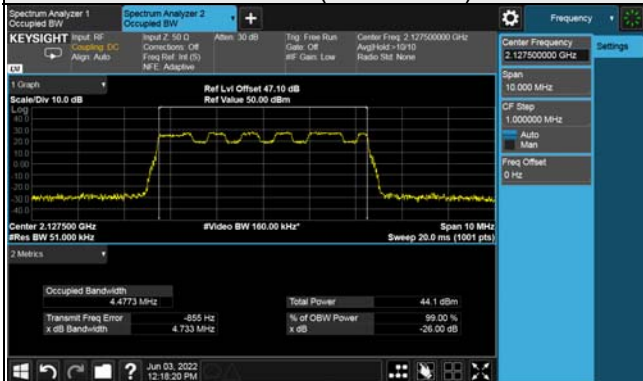 Spectrum Analyzer 1
Occupied BW
Spectrum Analyzer 2
Occupied BW
+
Frequency
KEYSIGHT
Input: RF
Coupling: DC
Align: Auto
Input Z: 50 Ω
Corrections: Off
Freq Ref: Int (S)
NFE: Adaptive
Atten: 30 dB
Trig: Free Run
Gate: Off
#IF Gain: Low
Center Freq: 2.127500000 GHz
Avg|Hold:>10/10
Radio Std: None
LXI
1 Graph
Scale/Div 10.0 dB
Ref Lvl Offset 47.10 dB
Ref Value 50.00 dBm
Log
40.0
30.0
20.0
10.0
0.00
-10.0
-20.0
-30.0
-40.0
Center 2.127500 GHz
#Res BW 51.000 kHz
#Video BW 160.00 kHz*
Span 10 MHz
Sweep 20.0 ms (1001 pts)
2 Metrics
Occupied Bandwidth
4.4773 MHz
Total Power 44.1 dBm
Transmit Freq Error -855 Hz
% of OBW Power 99.00 %
x dB Bandwidth 4.733 MHz
x dB -26.00 dB
Center Frequency
2.127500000 GHz
Settings
Span
10.000 MHz
CF Step
1.000000 MHz
Auto
Man
Freq Offset
0 Hz
?
Jun 03, 2022
12:18:20 PM